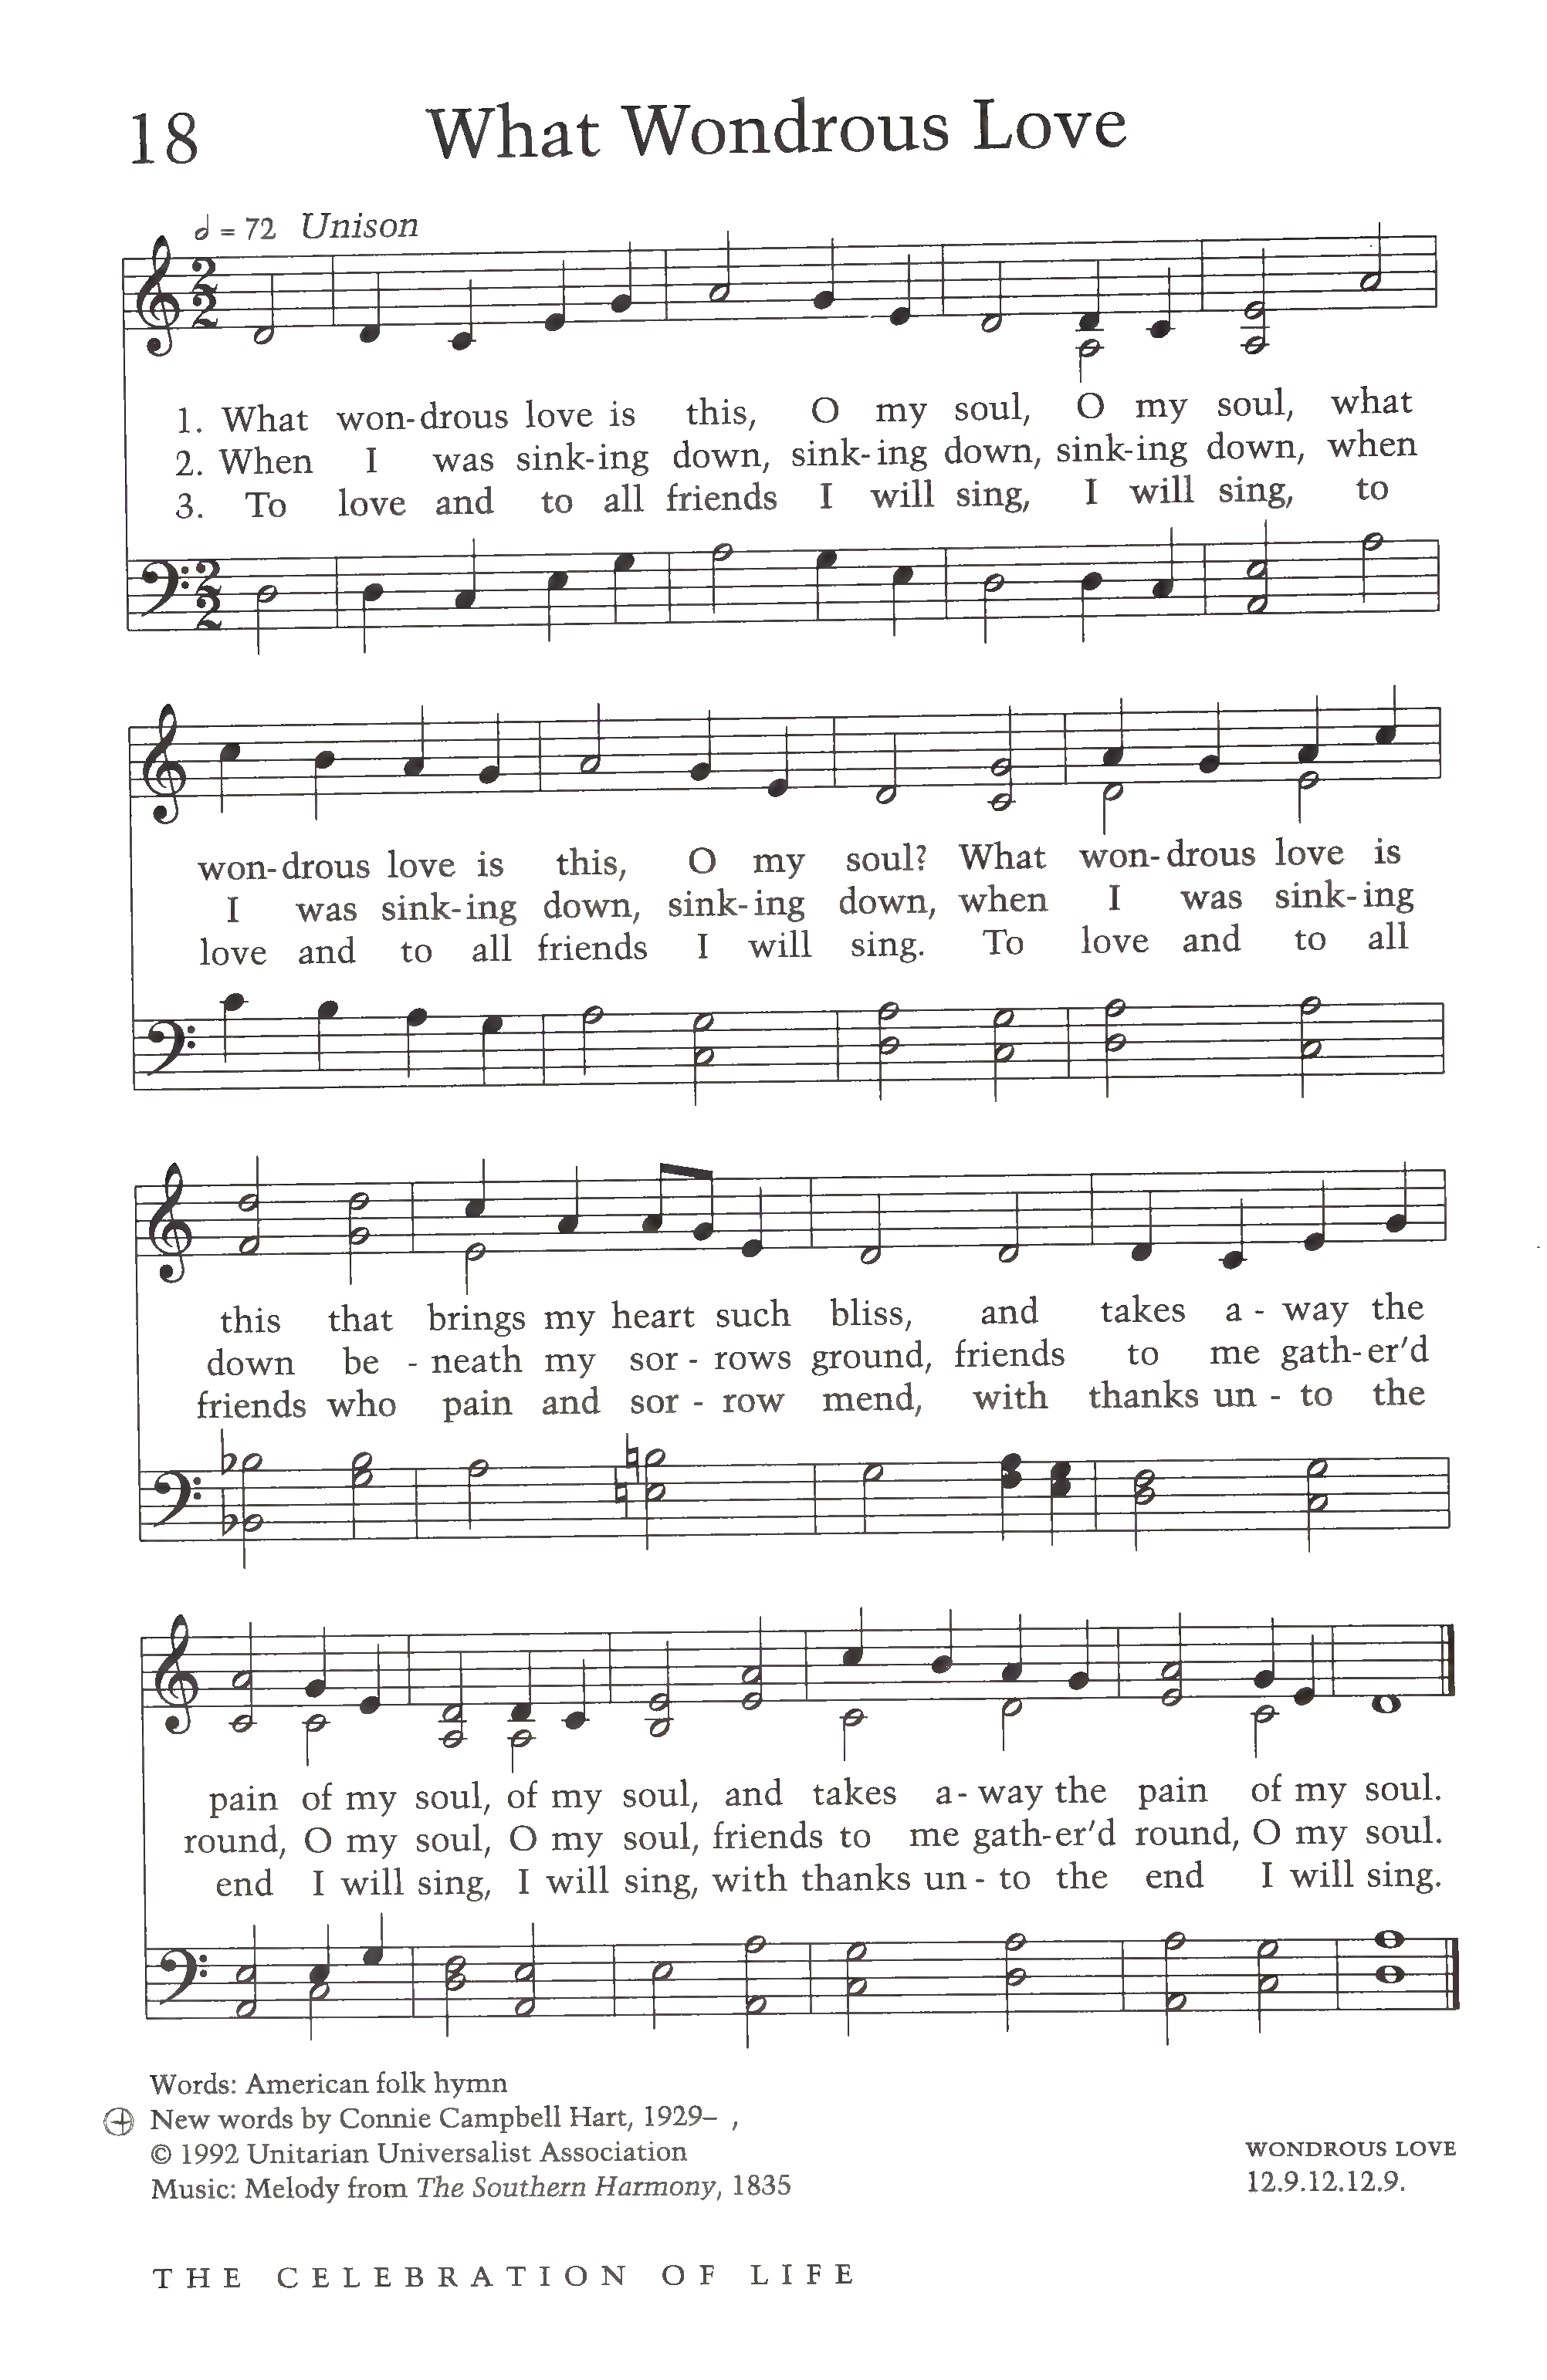 18 What Wondrous Love
𝅗𝅥 = 72 Unison
1. What won-drous love is this, O my soul, O my soul, what
2. When I was sink-ing down, sink-ing down, sink-ing down, when
3. To love and to all friends I will sing, I will sing, to
won-drous love is this, O my soul? What won-drous love is
I was sink-ing down, sink-ing down, when I was sink-ing
love and to all friends I will sing. To love and to all
this that brings my heart such bliss, and takes a - way the
down be - neath my sor - rows ground, friends to me gath-er'd
friends who pain and sor - row mend, with thanks un - to the
pain of my soul, of my soul, and takes a - way the pain of my soul.
round, O my soul, O my soul, friends to me gath-er'd round, O my soul.
end I will sing, I will sing, with thanks un - to the end I will sing.
Words: American folk hymn
New words by Connie Campbell Hart, 1929– ,
© 1992 Unitarian Universalist Association
Music: Melody from The Southern Harmony, 1835
WONDROUS LOVE
12.9.12.12.9.
THE CELEBRATION OF LIFE